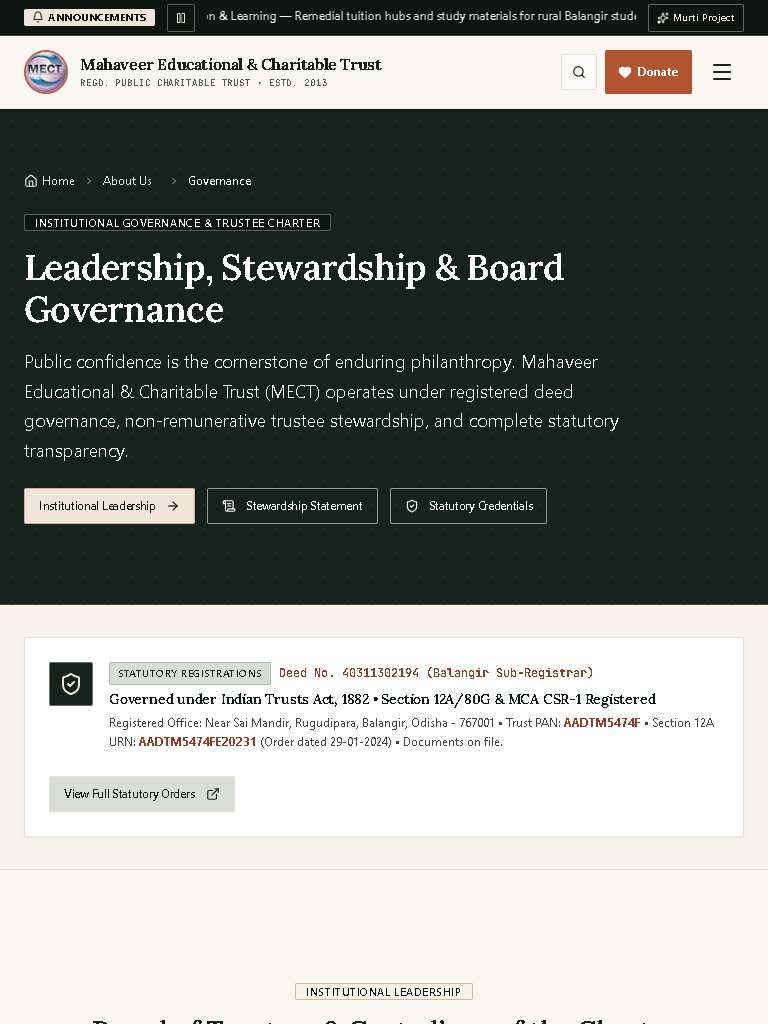 ANNOUNCEMENTS
n & Learning — Remedial tuition hubs and study materials for rural Balangir stude
Murti Project
MECT
Mahaveer Educational & Charitable Trust
REGD. PUBLIC CHARITABLE TRUST • ESTD. 2013
Donate
Home > About Us > Governance
INSTITUTIONAL GOVERNANCE & TRUSTEE CHARTER
Leadership, Stewardship & Board
Governance
Public confidence is the cornerstone of enduring philanthropy. Mahaveer
Educational & Charitable Trust (MECT) operates under registered deed
governance, non-remunerative trustee stewardship, and complete statutory
transparency.
Institutional Leadership →
Stewardship Statement
Statutory Credentials
STATUTORY REGISTRATIONS Deed No. 40311302194 (Balangir Sub-Registrar)
Governed under Indian Trusts Act, 1882 • Section 12A/80G & MCA CSR-1 Registered
Registered Office: Near Sai Mandir, Rugudipara, Balangir, Odisha - 767001 • Trust PAN: AADTM5474F • Section 12A
URN: AADTM5474FE20231 (Order dated 29-01-2024) • Documents on file.
View Full Statutory Orders
INSTITUTIONAL LEADERSHIP